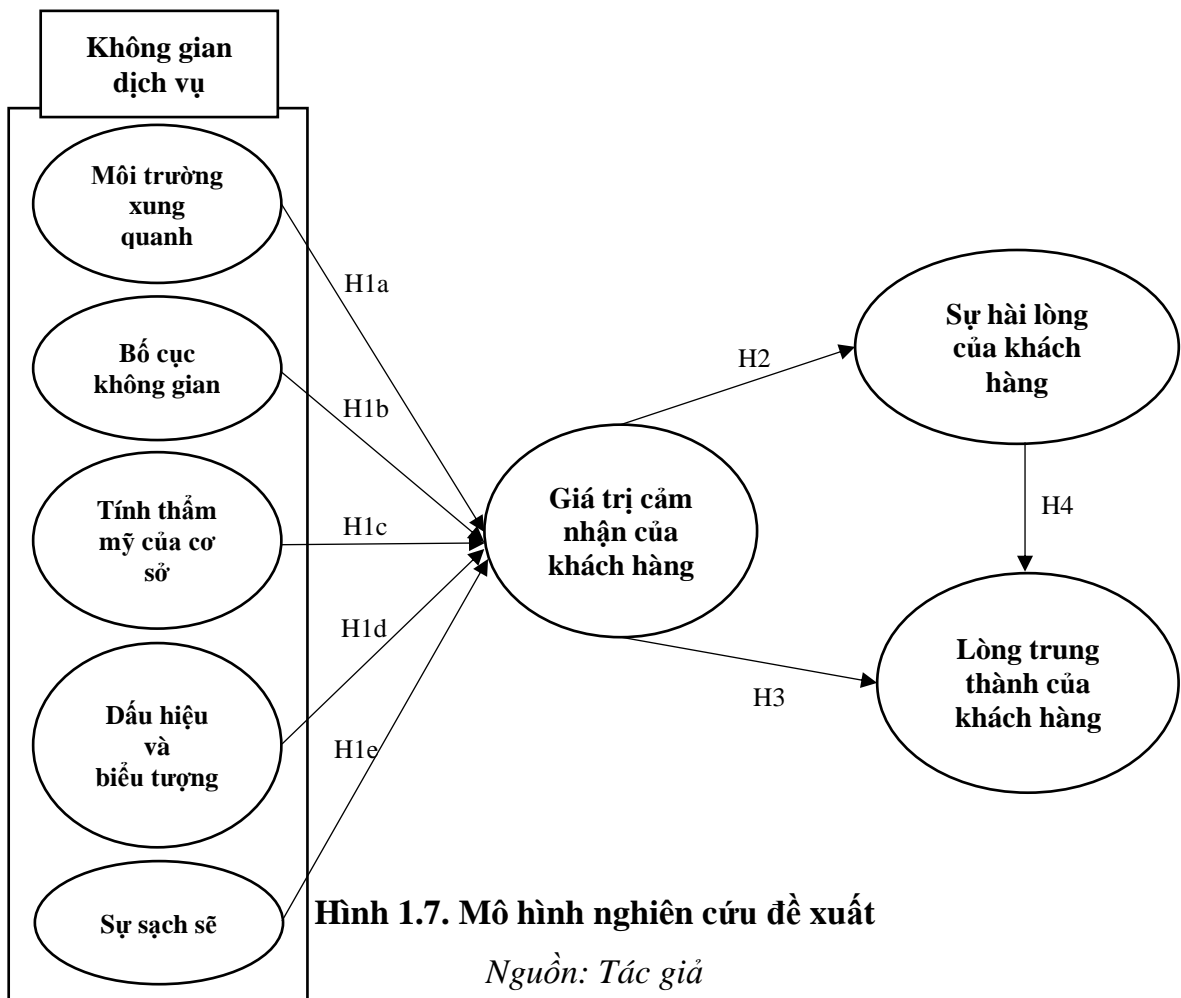 Không gian
dịch vụ
Môi trường
xung
quanh
Bố cục
không gian
Tính thẩm
mỹ của cơ
sở
Dấu hiệu
và
biểu tượng
Sự sạch sẽ
H1a
H1b
H1c
H1d
H1e
Giá trị cảm
nhận của
khách hàng
H2
H3
Sự hài lòng
của khách
hàng
H4
Lòng trung
thành của
khách hàng
Hình 1.7. Mô hình nghiên cứu đề xuất
Nguồn: Tác giả